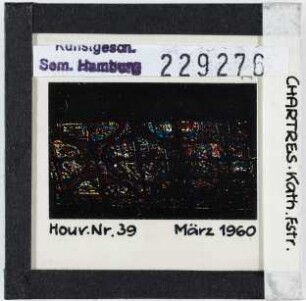 Kunstgesch.
Sem. Hamburg
229276
CHARTRES. Kath. Fstr.
Houv. Nr. 39 März 1960